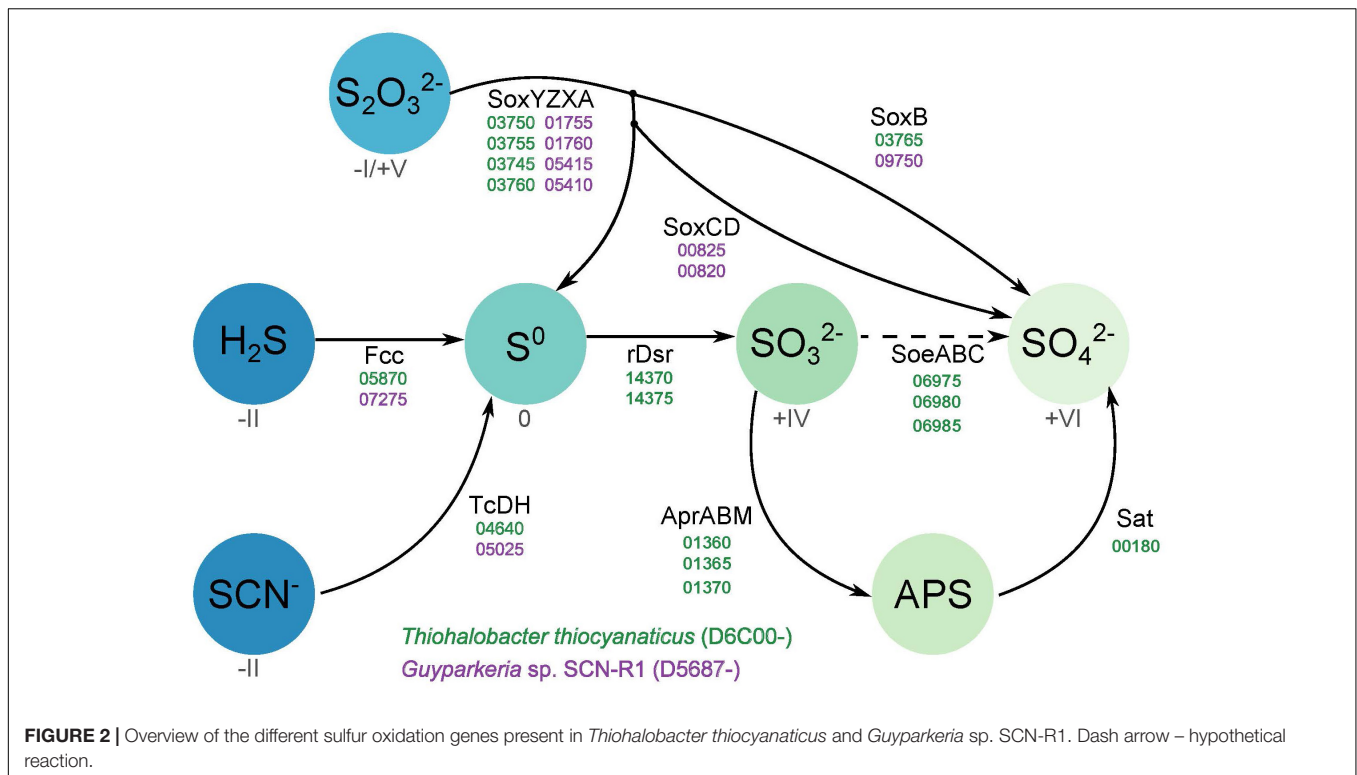 S₂O₃²⁻
-I/+V
SoxYZXA
03750 01755
03755 01760
03745 05415
03760 05410
SoxB
03765
09750
SoxCD
00825
00820
H₂S
-II
Fcc
05870
07275
S⁰
0
rDsr
14370
14375
SO₃²⁻
+IV
SoeABC
06975
06980
06985
SO₄²⁻
+VI
SCN⁻
-II
TcDH
04640
05025
AprABM
01360
01365
01370
APS
Sat
00180
Thiohalobacter thiocyanaticus (D6C00-)
Guyparkeria sp. SCN-R1 (D5687-)
FIGURE 2 | Overview of the different sulfur oxidation genes present in Thiohalobacter thiocyanaticus and Guyparkeria sp. SCN-R1. Dash arrow – hypothetical
reaction.